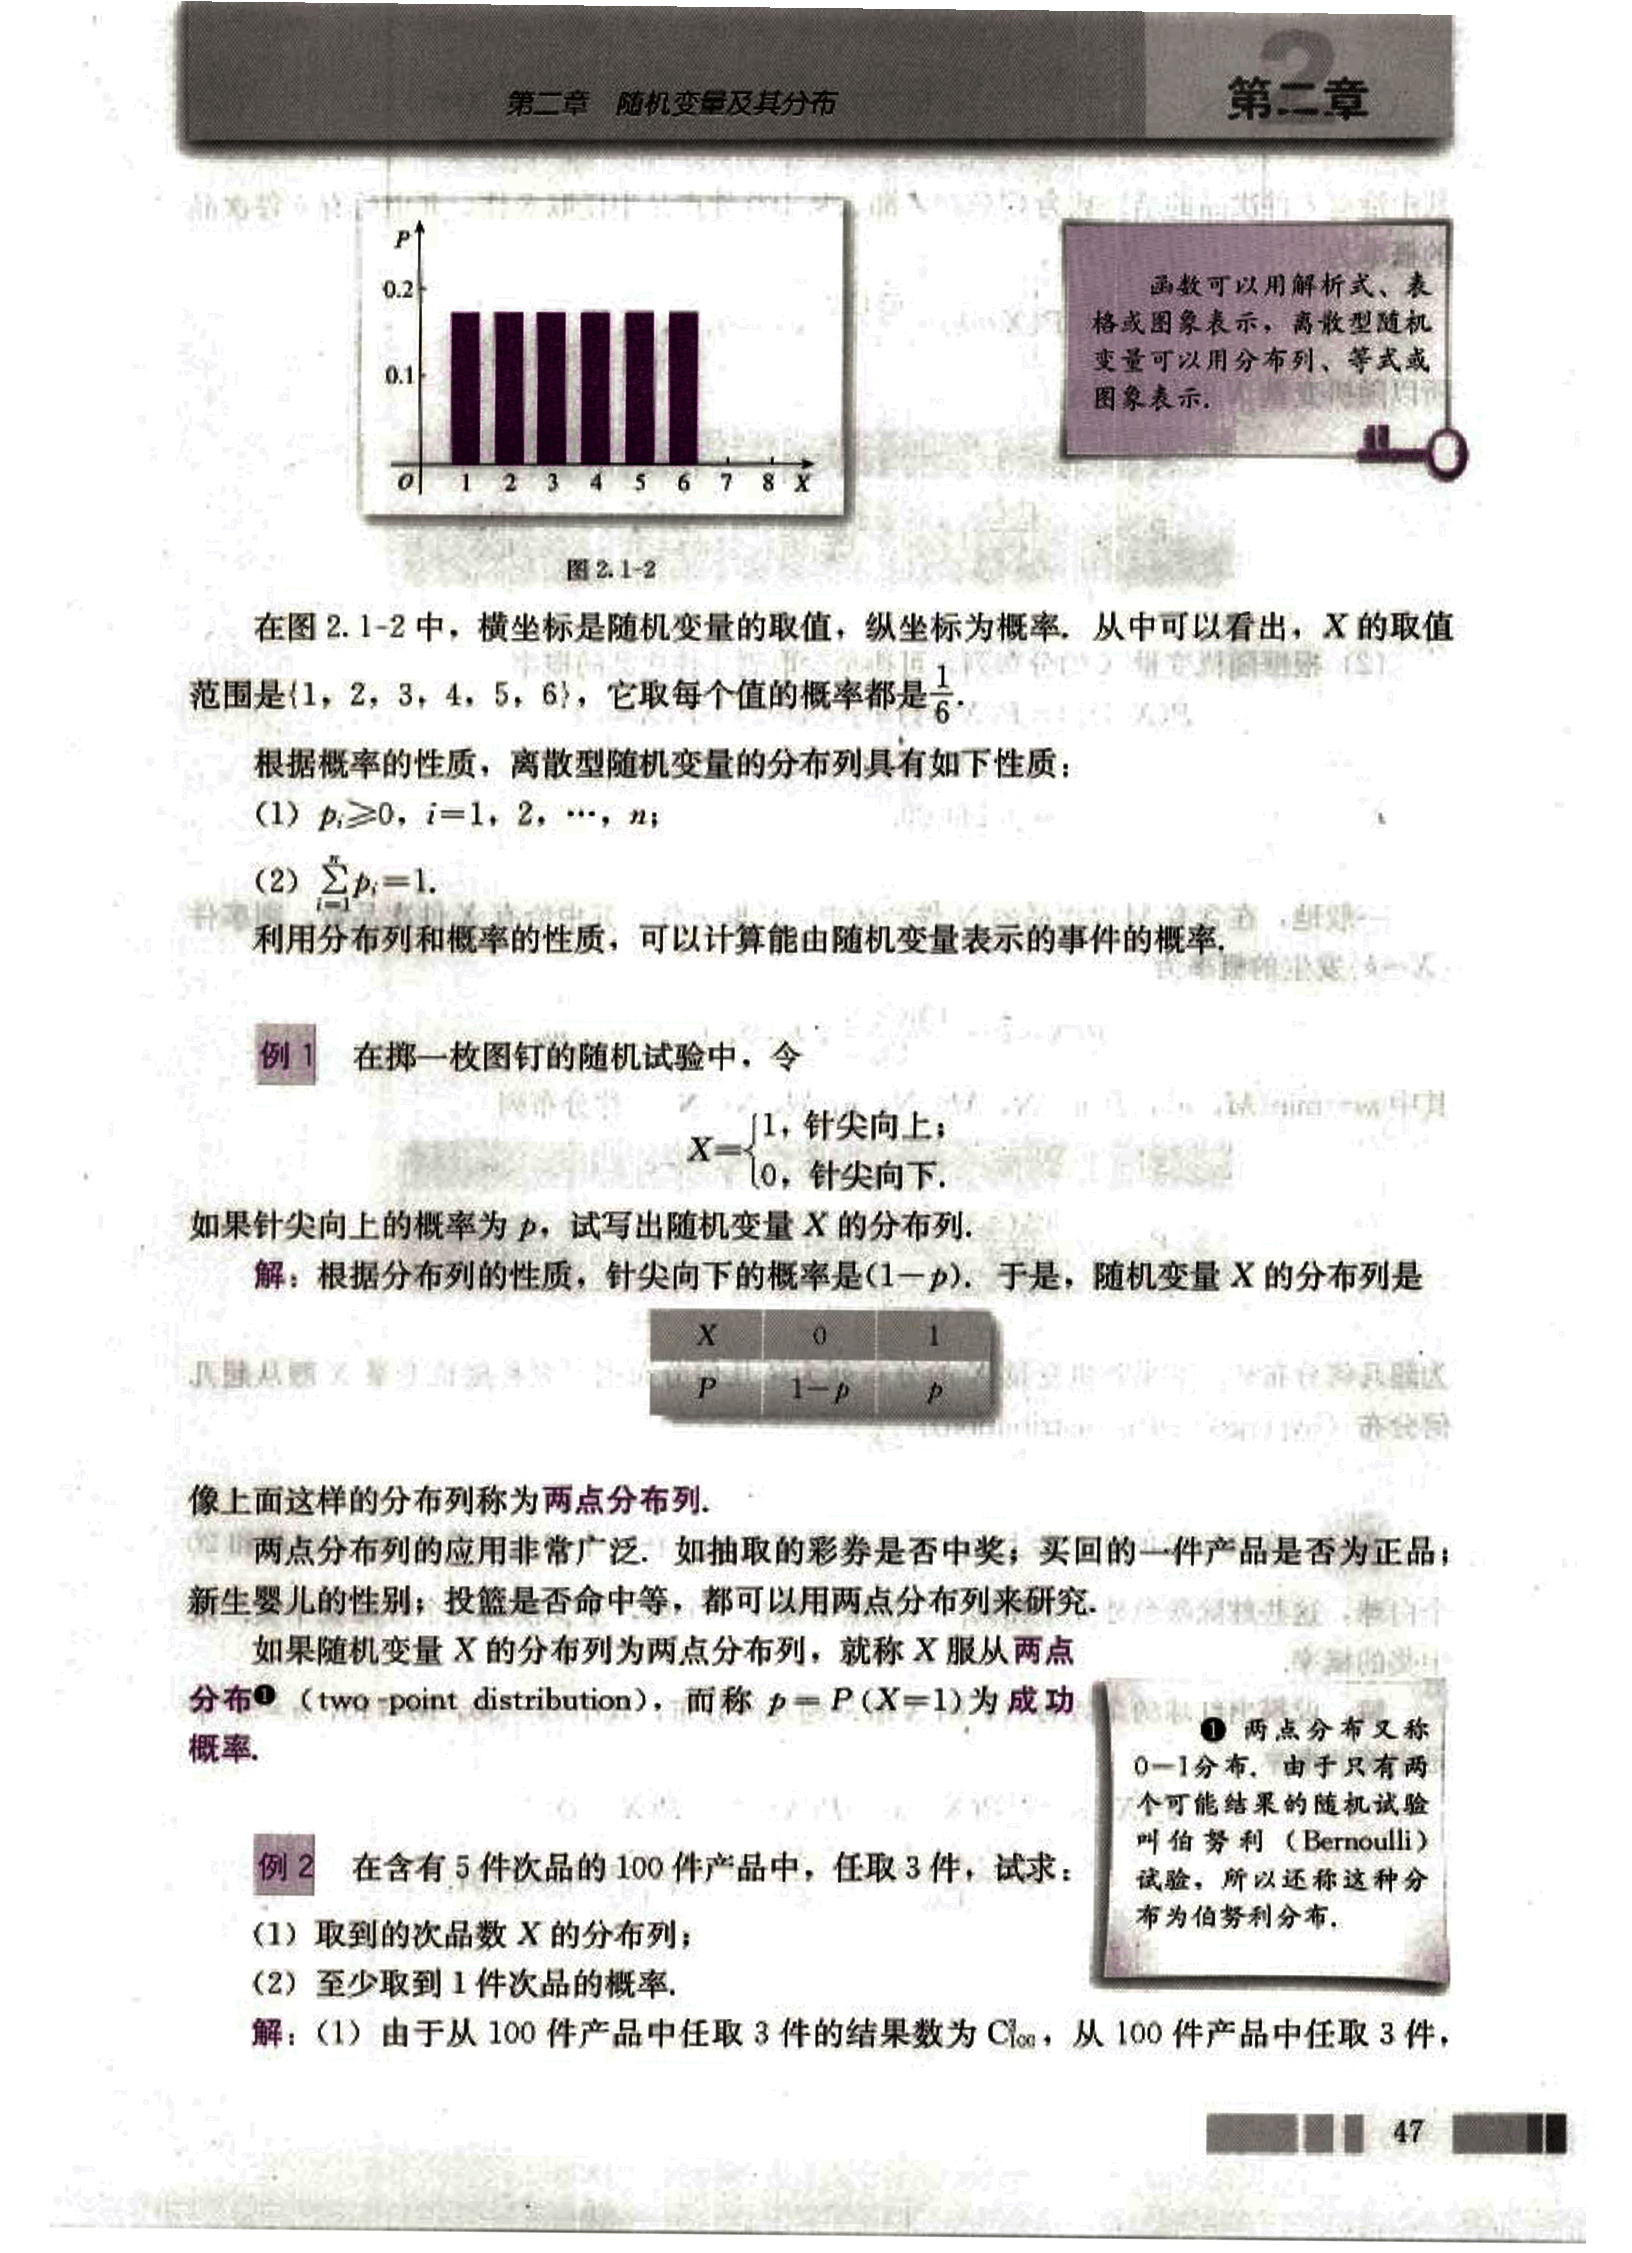 第二章 随机变量及其分布
第二章
P
0.2
0.1
O 1 2 3 4 5 6 7 8 X
图 2.1-2
函数可以用解析式、表
格或图象表示，离散型随机
变量可以用分布列、等式或
图象表示.
在图 2.1-2 中，横坐标是随机变量的取值，纵坐标为概率. 从中可以看出，X 的取值
范围是{1，2，3，4，5，6}，它取每个值的概率都是 1/6.
根据概率的性质，离散型随机变量的分布列具有如下性质：
(1) pᵢ≥0，i=1，2，…，n；
(2) ∑ⁿᵢ₌₁ pᵢ=1.
利用分布列和概率的性质，可以计算能由随机变量表示的事件的概率.
例 1 在掷一枚图钉的随机试验中，令
X={1，针尖向上；
0，针尖向下.
如果针尖向上的概率为 p，试写出随机变量 X 的分布列.
解：根据分布列的性质，针尖向下的概率是(1－p). 于是，随机变量 X 的分布列是
X 0 1
P 1－p p
像上面这样的分布列称为两点分布列.
两点分布列的应用非常广泛. 如抽取的彩券是否中奖；买回的一件产品是否为正品；
新生婴儿的性别；投篮是否命中等，都可以用两点分布列来研究.
如果随机变量 X 的分布列为两点分布列，就称 X 服从两点
分布❶（two-point distribution），而称 p＝P(X＝1)为成功
概率.
❶ 两点分布又称
0－1分布. 由于只有两
个可能结果的随机试验
叫伯努利（Bernoulli）
试验，所以还称这种分
布为伯努利分布.
例 2 在含有 5 件次品的 100 件产品中，任取 3 件，试求：
(1) 取到的次品数 X 的分布列；
(2) 至少取到 1 件次品的概率.
解：(1) 由于从 100 件产品中任取 3 件的结果数为 C³₁₀₀，从 100 件产品中任取 3 件，
47